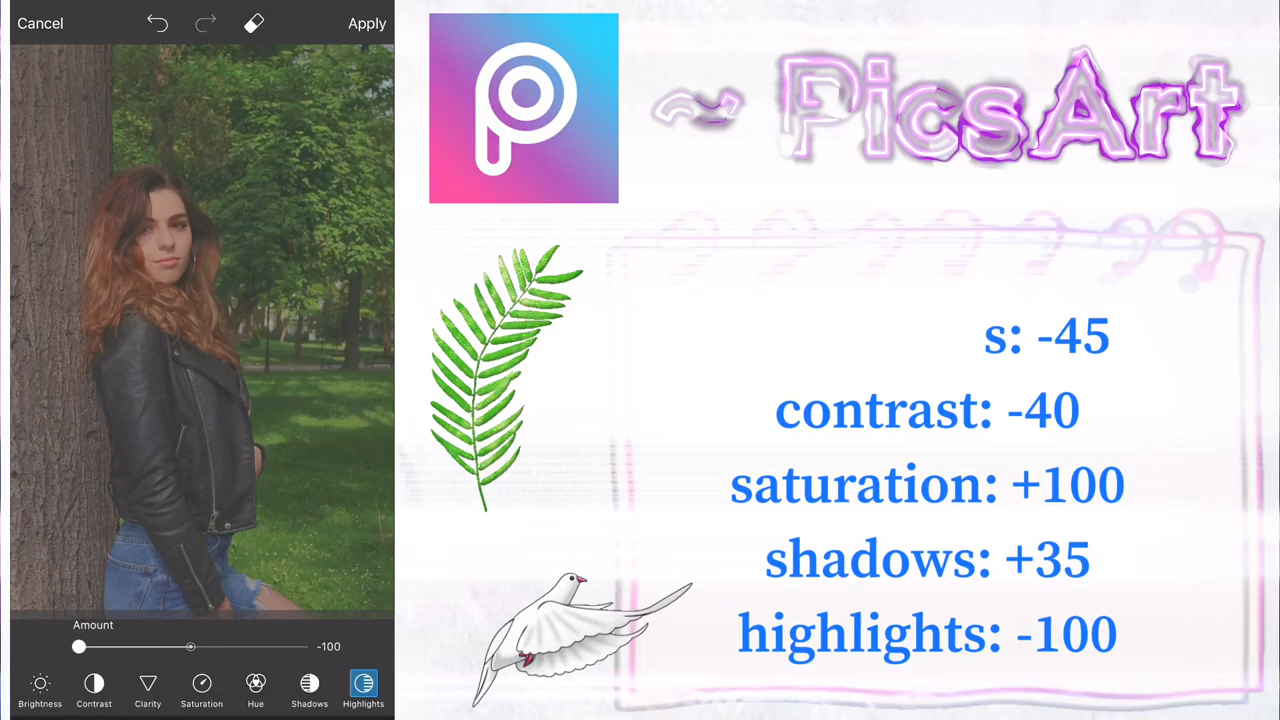 Cancel
Apply
~ PicsArt
s: -45
contrast: -40
saturation: +100
shadows: +35
highlights: -100
Amount
-100
Brightness
Contrast
Clarity
Saturation
Hue
Shadows
Highlights